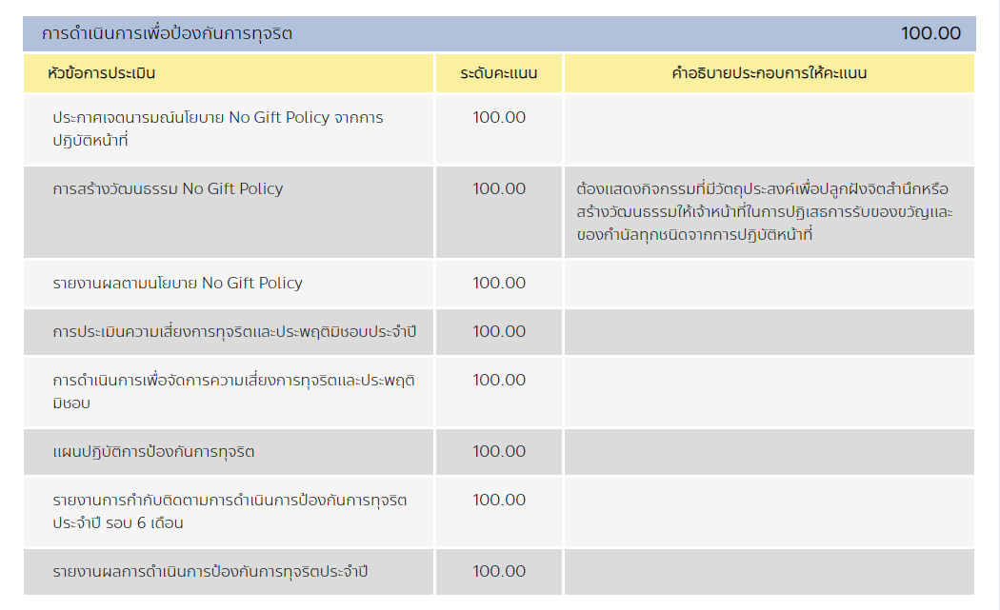 การดำเนินการเพื่อป้องกันการทุจริต 100.00
หัวข้อการประเมิน ระดับคะแนน คำอธิบายประกอบการให้คะแนน
ประกาศเจตนารมณ์นโยบาย No Gift Policy จากการ 100.00
ปฏิบัติหน้าที่
การสร้างวัฒนธรรม No Gift Policy 100.00 ต้องแสดงกิจกรรมที่มีวัตถุประสงค์เพื่อปลูกฝังจิตสำนึกหรือ
สร้างวัฒนธรรมให้เจ้าหน้าที่ในการปฏิเสธการรับของขวัญและ
ของกำนัลทุกชนิดจากการปฏิบัติหน้าที่
รายงานผลตามนโยบาย No Gift Policy 100.00
การประเมินความเสี่ยงการทุจริตและประพฤติมิชอบประจำปี 100.00
การดำเนินการเพื่อจัดการความเสี่ยงการทุจริตและประพฤติ 100.00
มิชอบ
แผนปฏิบัติการป้องกันการทุจริต 100.00
รายงานการกำกับติดตามการดำเนินการป้องกันการทุจริต 100.00
ประจำปี รอบ 6 เดือน
รายงานผลการดำเนินการป้องกันการทุจริตประจำปี 100.00